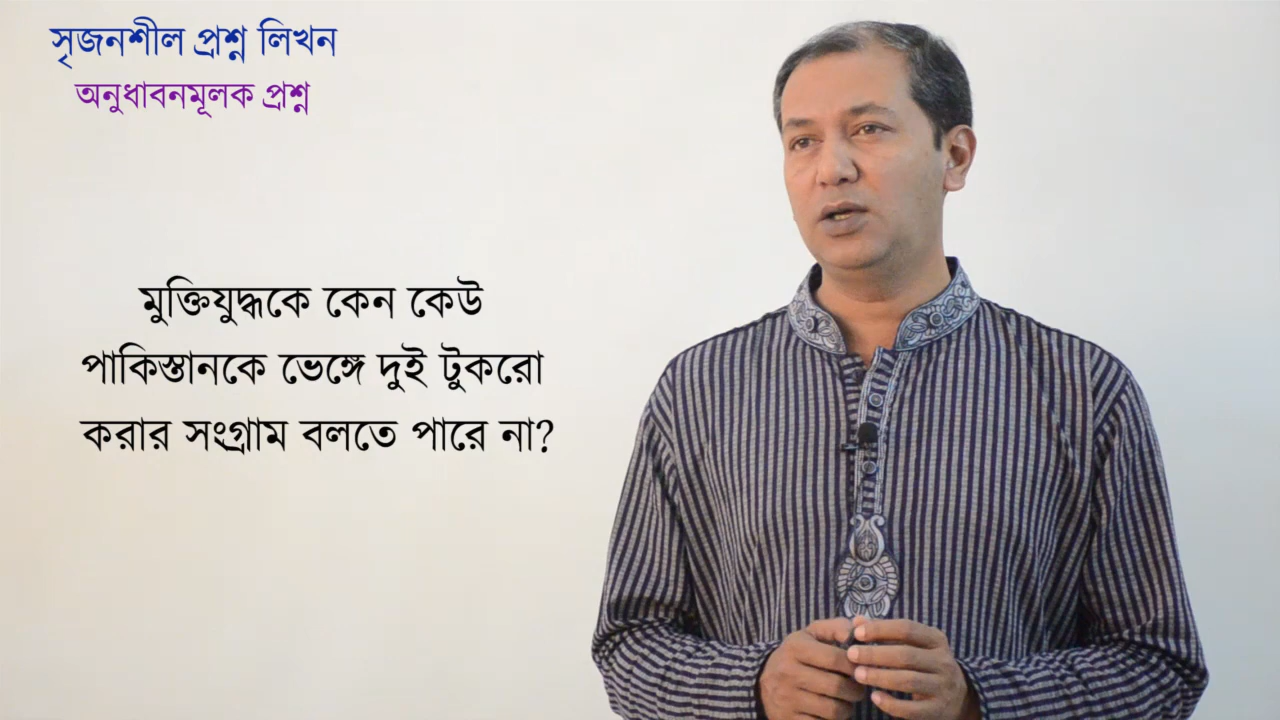 সৃজনশীল প্রশ্ন লিখন
অনুধাবনমূলক প্রশ্ন
মুক্তিযুদ্ধকে কেন কেউ
পাকিস্তানকে ভেঙ্গে দুই টুকরো
করার সংগ্রাম বলতে পারে না?